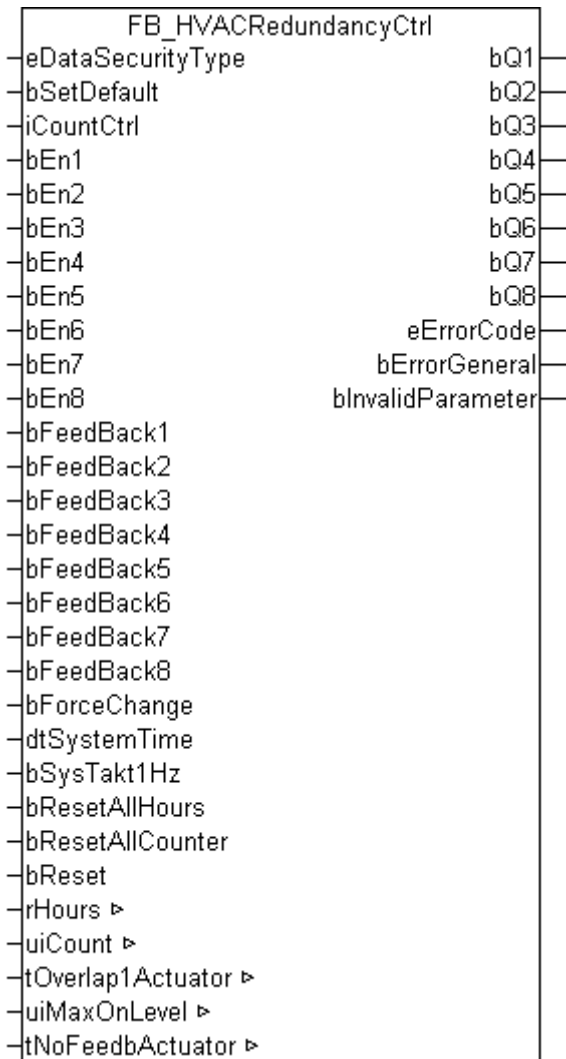 FB_HVACRedundancyCtrl
eDataSecurityType bQ1
bSetDefault bQ2
iCountCtrl bQ3
bEn1 bQ4
bEn2 bQ5
bEn3 bQ6
bEn4 bQ7
bEn5 bQ8
bEn6 eErrorCode
bEn7 bErrorGeneral
bEn8 bInvalidParameter
bFeedBack1
bFeedBack2
bFeedBack3
bFeedBack4
bFeedBack5
bFeedBack6
bFeedBack7
bFeedBack8
bForceChange
dtSystemTime
bSysTakt1Hz
bResetAllHours
bResetAllCounter
bReset
rHours
uiCount
tOverlap1Actuator
uiMaxOnLevel
tNoFeedbActuator